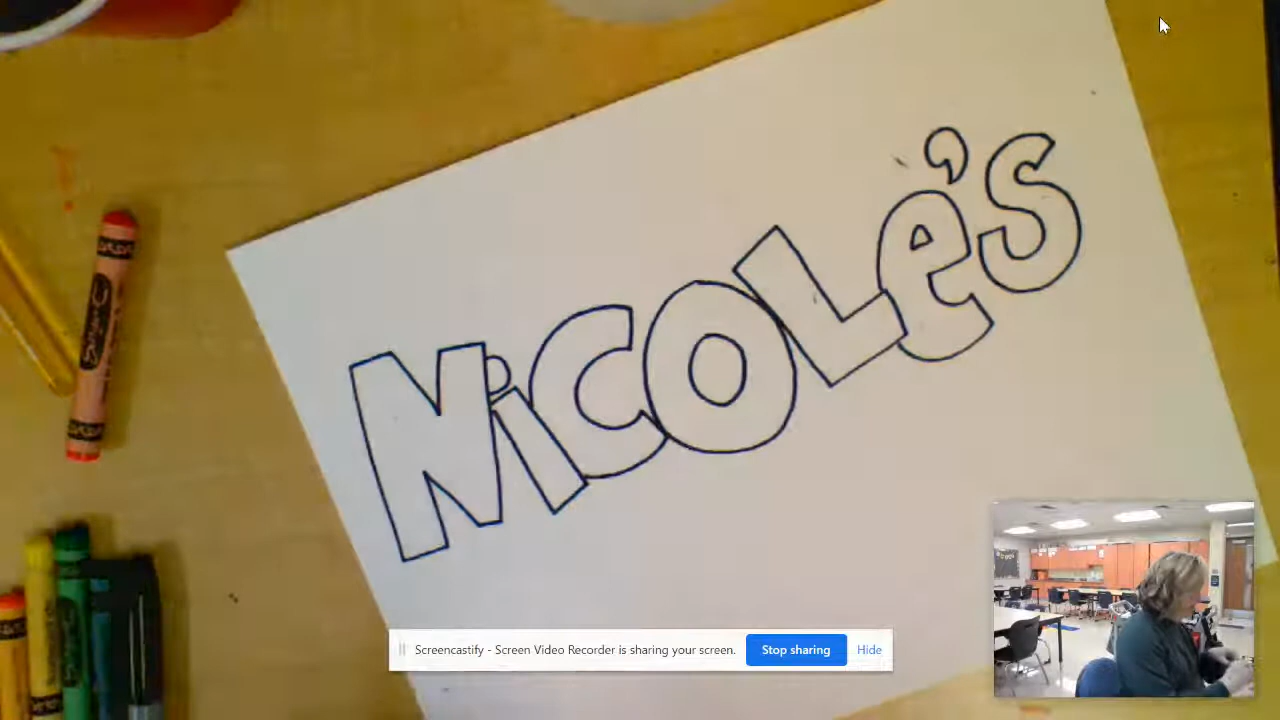 NiCOLe's
Screencastify - Screen Video Recorder is sharing your screen.
Stop sharing
Hide